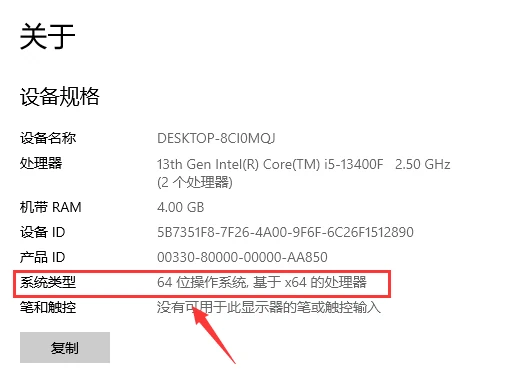 关于
设备规格
设备名称 DESKTOP-8CI0MQJ
处理器 13th Gen Intel(R) Core(TM) i5-13400F 2.50 GHz
(2 个处理器)
机带 RAM 4.00 GB
设备 ID 5B7351F8-7F26-4A00-9F6F-6C26F1512890
产品 ID 00330-80000-00000-AA850
系统类型 64 位操作系统, 基于 x64 的处理器
笔和触控 没有可用于此显示器的笔或触控输入
复制